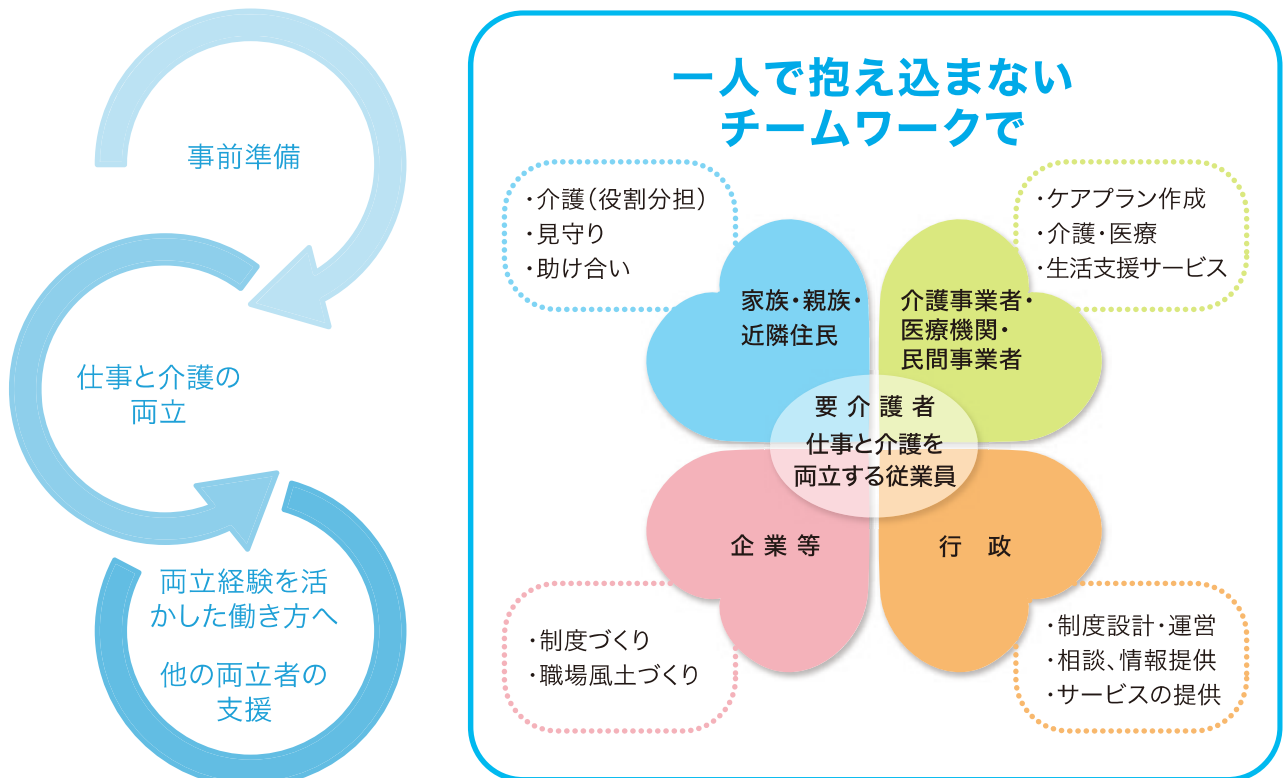 事前準備
仕事と介護の
両立
両立経験を活
かした働き方へ
他の両立者の
支援
一人で抱え込まない
チームワークで
・介護（役割分担）
・見守り
・助け合い
家族・親族・
近隣住民
・ケアプラン作成
・介護・医療
・生活支援サービス
介護事業者・
医療機関・
民間事業者
要介護者
仕事と介護を
両立する従業員
企業等
・制度づくり
・職場風土づくり
行政
・制度設計・運営
・相談、情報提供
・サービスの提供